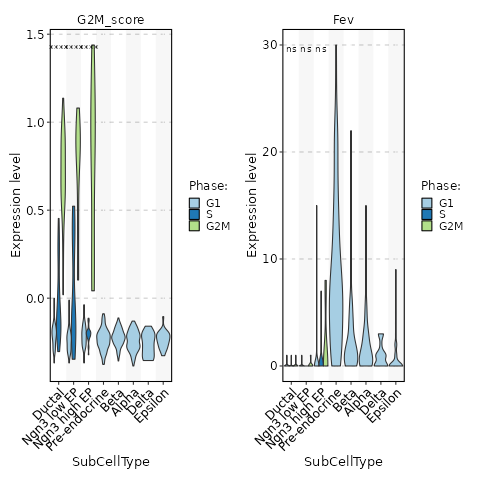 G2M_score
Fev
1.5
1.0
0.5
0.0
Expression level
Ductal
Ngn3 low EP
Ngn3 high EP
Pre-endocrine
Beta
Alpha
Delta
Epsilon
SubCellType
Phase:
G1
S
G2M
30
20
10
0
ns ns ns
Expression level
Ductal
Ngn3 low EP
Ngn3 high EP
Pre-endocrine
Beta
Alpha
Delta
Epsilon
SubCellType
Phase:
G1
S
G2M